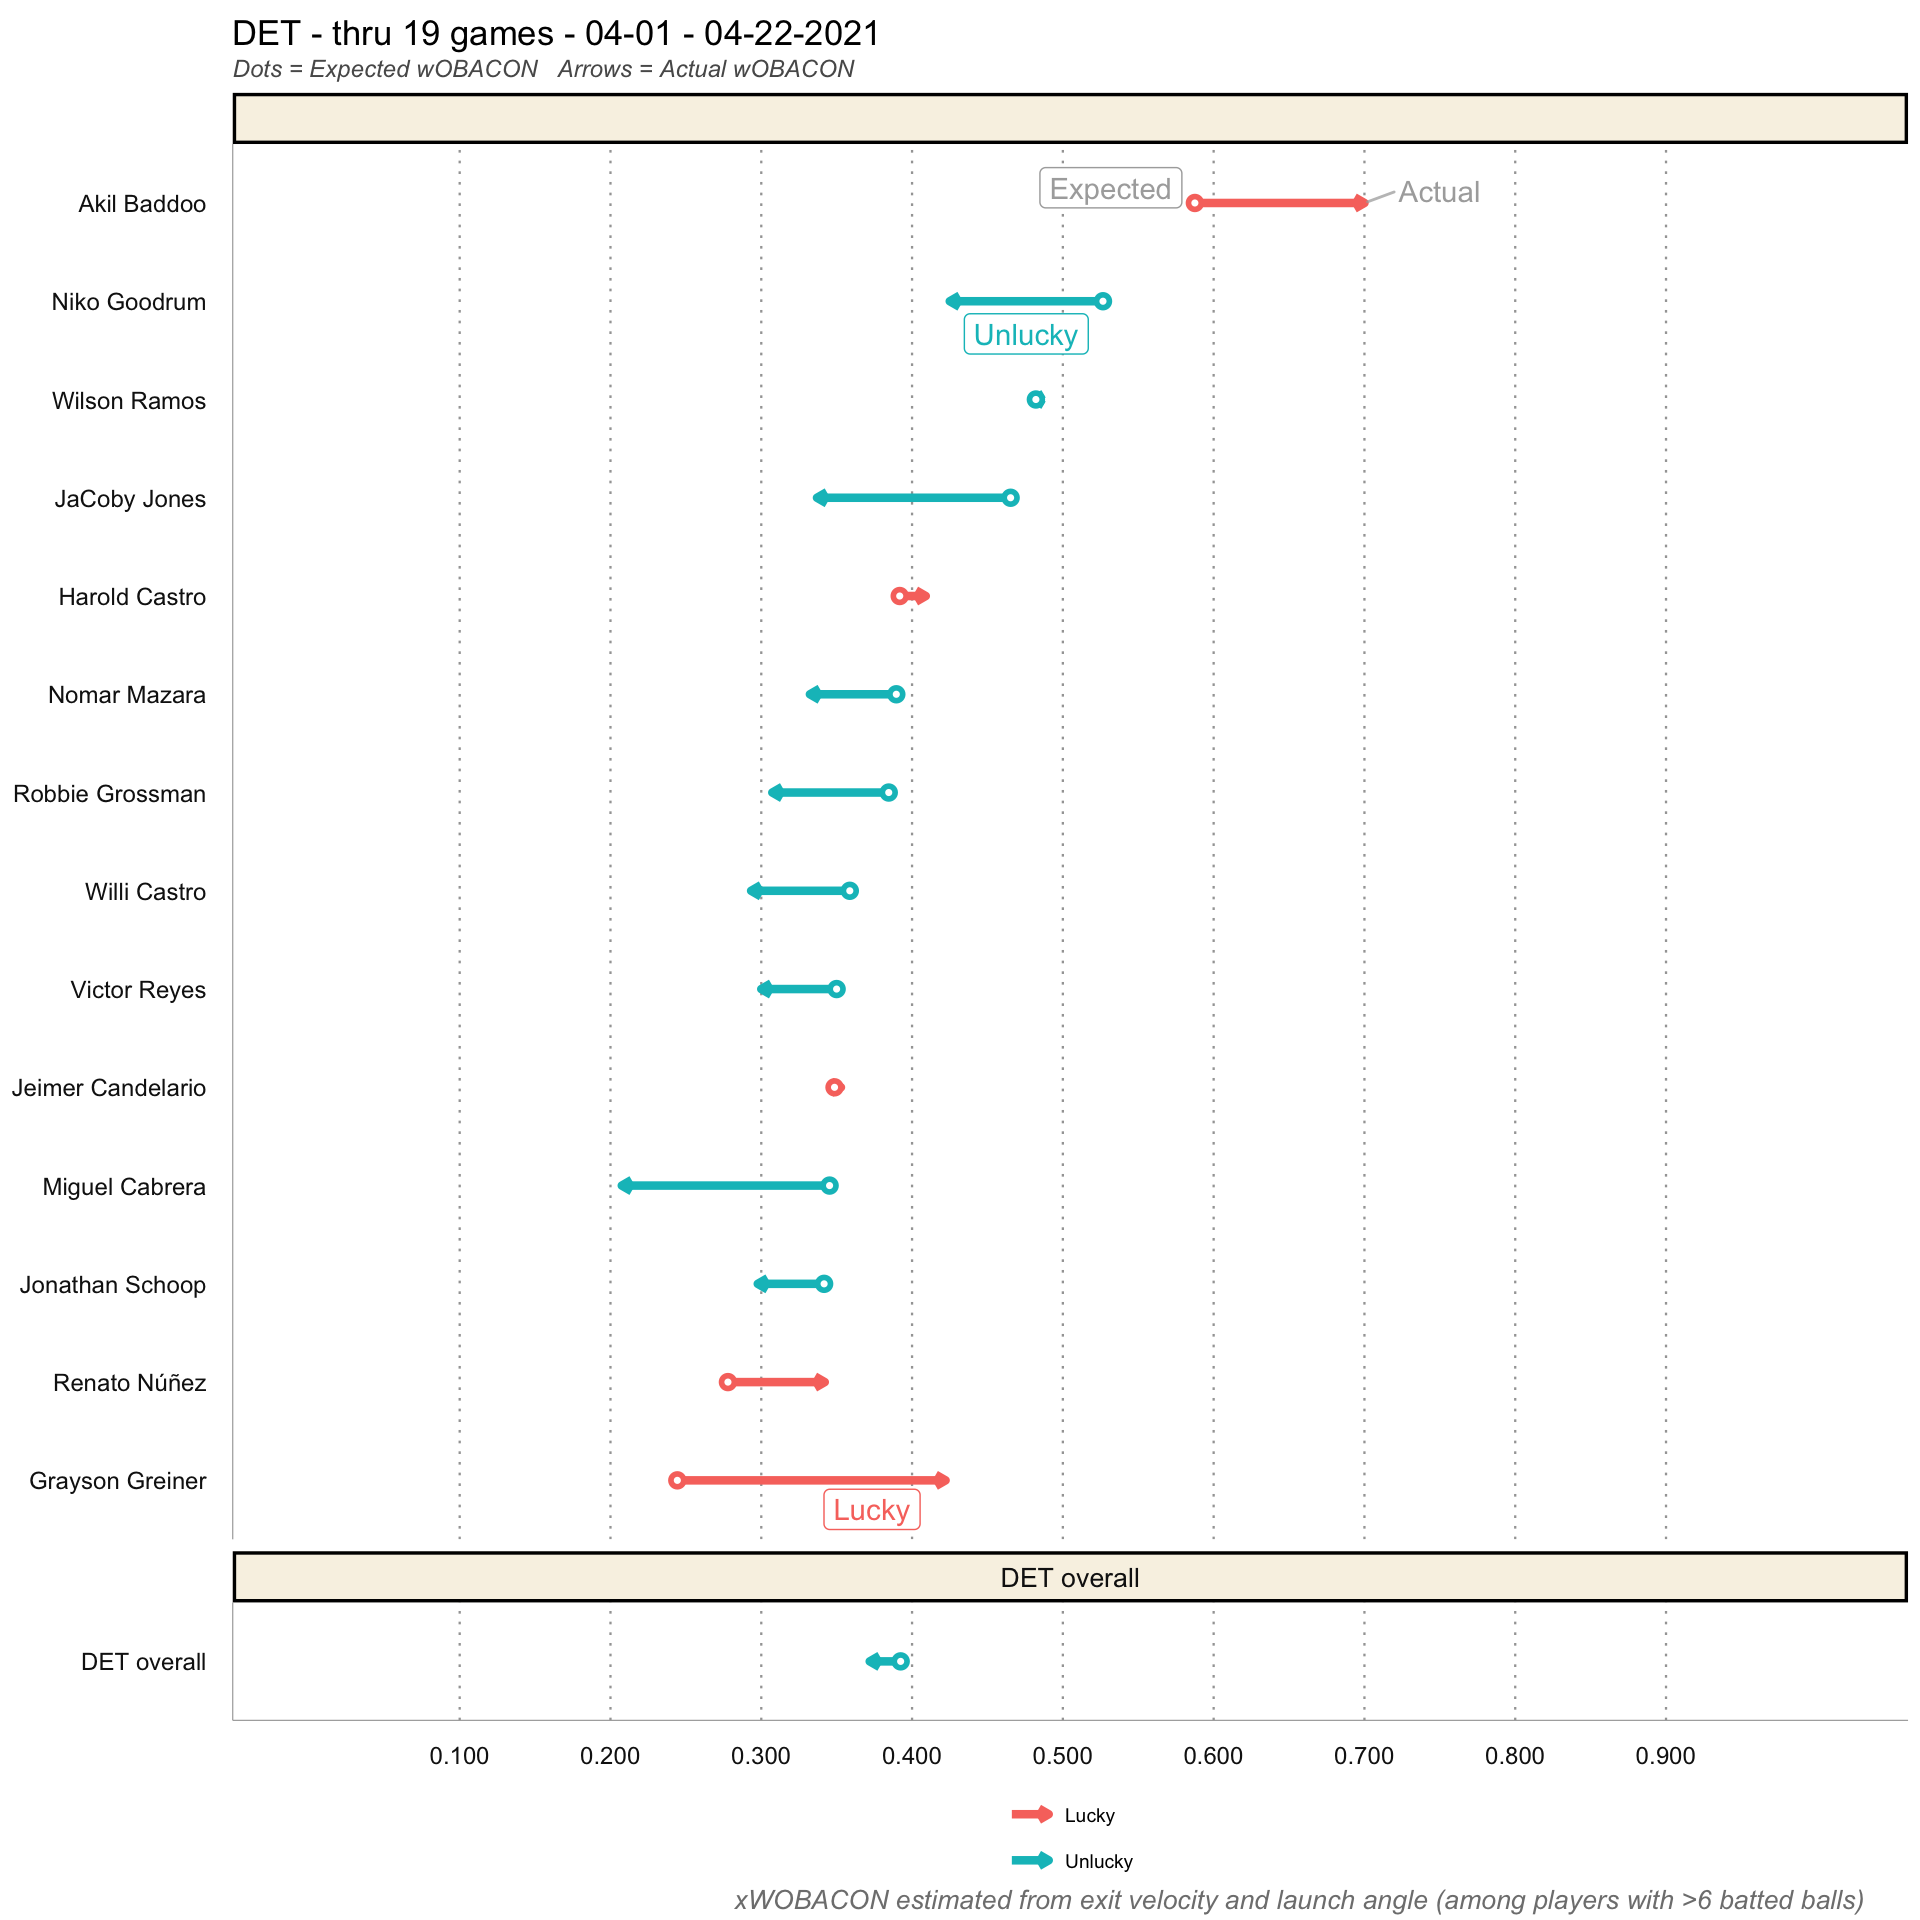 DET - thru 19 games - 04-01 - 04-22-2021
Dots = Expected wOBACON   Arrows = Actual wOBACON
Akil Baddoo
Expected
Actual
Niko Goodrum
Unlucky
Wilson Ramos
JaCoby Jones
Harold Castro
Nomar Mazara
Robbie Grossman
Willi Castro
Victor Reyes
Jeimer Candelario
Miguel Cabrera
Jonathan Schoop
Renato Núñez
Grayson Greiner
Lucky
DET overall
DET overall
0.100 0.200 0.300 0.400 0.500 0.600 0.700 0.800 0.900
Lucky
Unlucky
xWOBACON estimated from exit velocity and launch angle (among players with >6 batted balls)